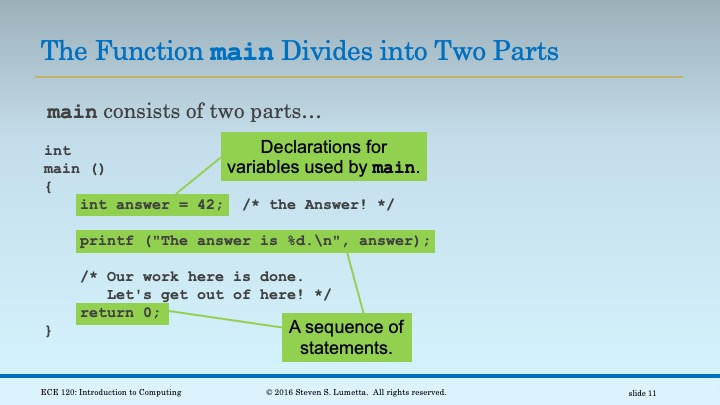 The Function main Divides into Two Parts
main consists of two parts…
Declarations for
variables used by main.
int
main ()
{
int answer = 42; /* the Answer! */
printf ("The answer is %d.\n", answer);
/* Our work here is done.
Let's get out of here! */
return 0;
}
A sequence of
statements.
ECE 120: Introduction to Computing
© 2016 Steven S. Lumetta. All rights reserved.
slide 11